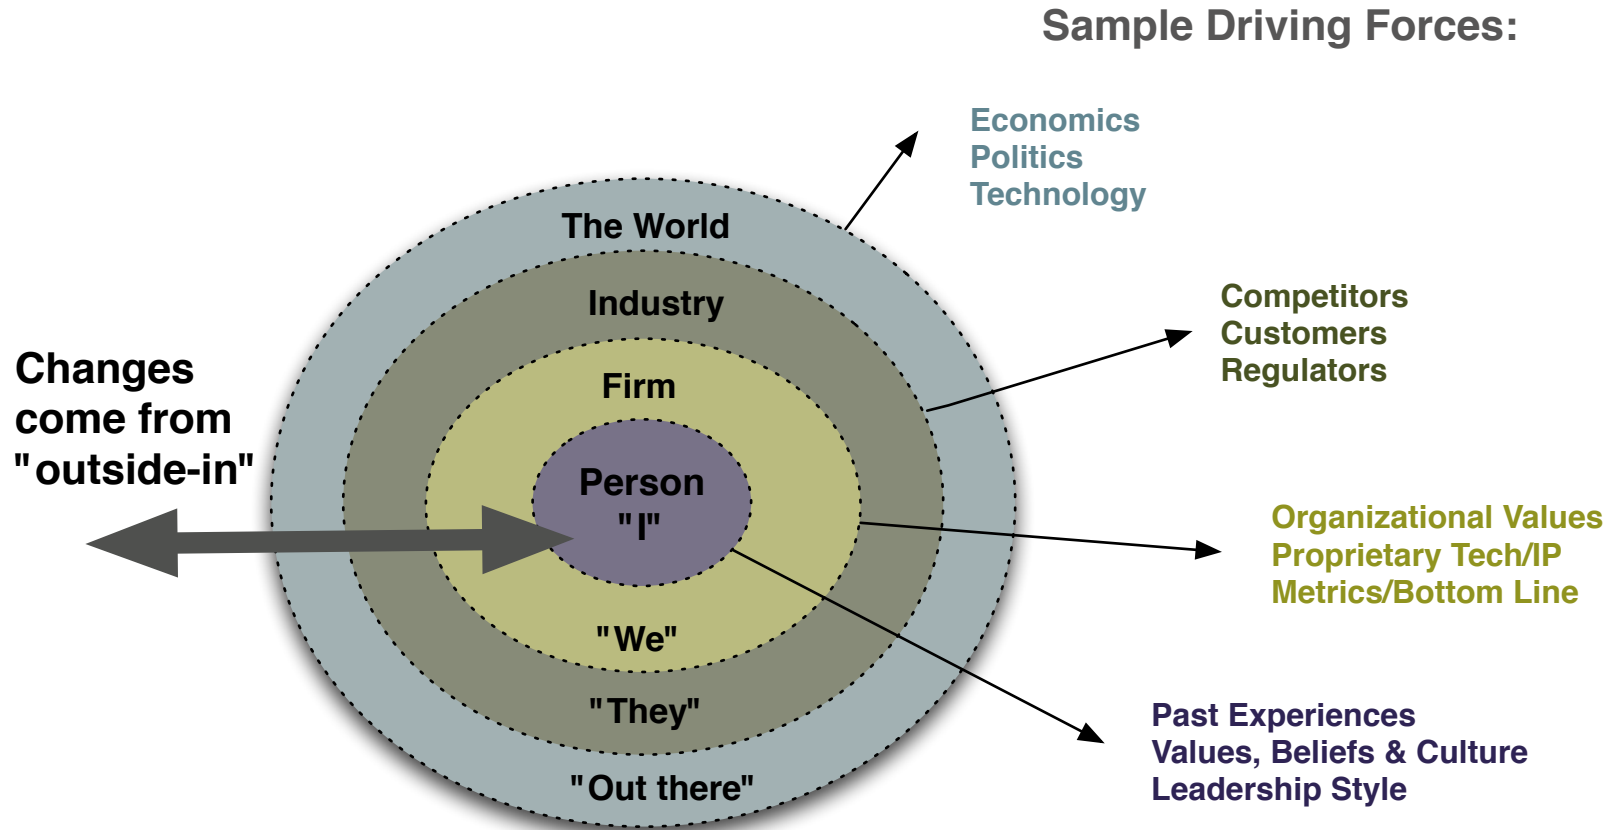 Sample Driving Forces:
Economics
Politics
Technology
The World
Industry
Competitors
Customers
Regulators
Changes
come from
"outside-in"
Firm
Person
"I"
Organizational Values
Proprietary Tech/IP
Metrics/Bottom Line
"We"
"They"
Past Experiences
Values, Beliefs & Culture
Leadership Style
"Out there"